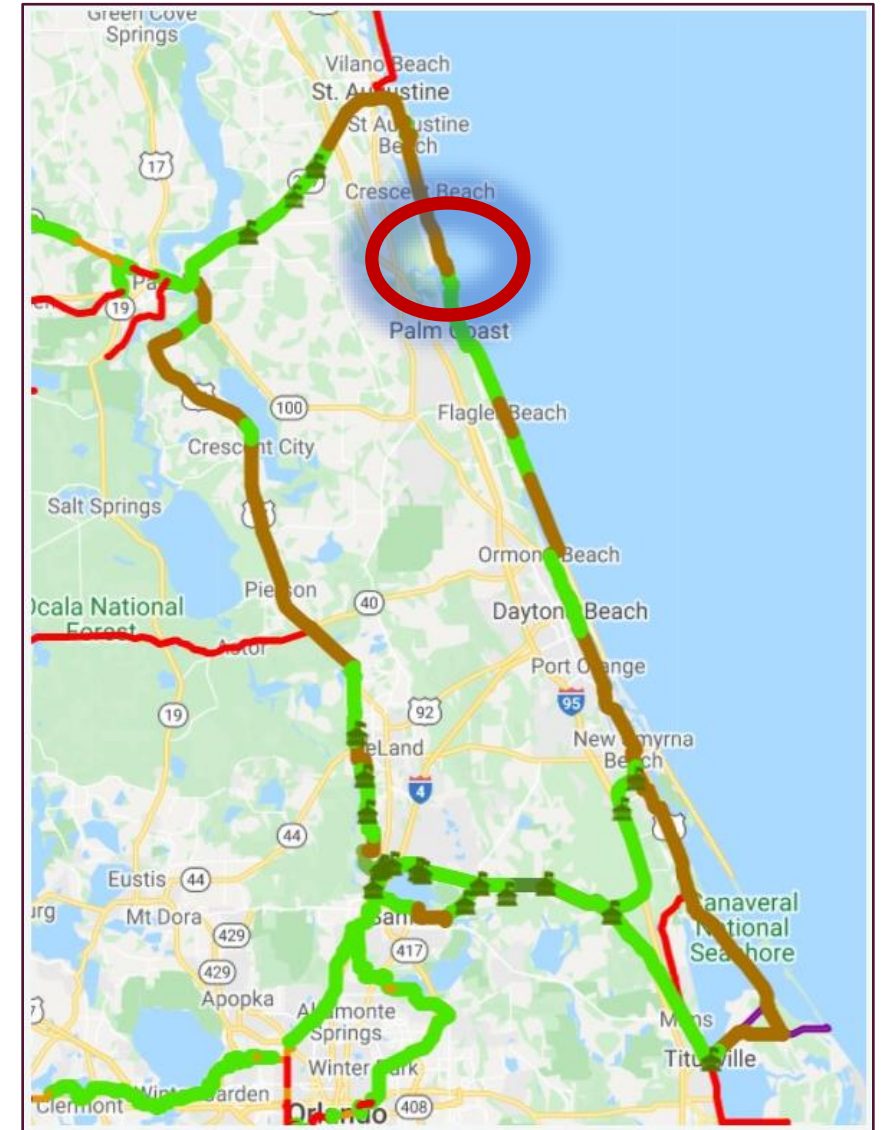 Green Cove
Springs
Vilano Beach
St. Augustine
St Augustine
Beach
17
Crescent Beach
19
Palm Coast
100
Flagler Beach
Crescent City
Salt Springs
Ormond Beach
Pierson
40
Ocala National
Forest
Astor
Daytona Beach
Port Orange
95
19
92
DeLand
New Smyrna
Beach
4
44
Eustis
44
Mt Dora
Canaveral
National
Seashore
429
417
429
Apopka
Altamonte
Springs
Mims
Winter Park
Titusville
Winter Garden
Clermont
Orlando
408